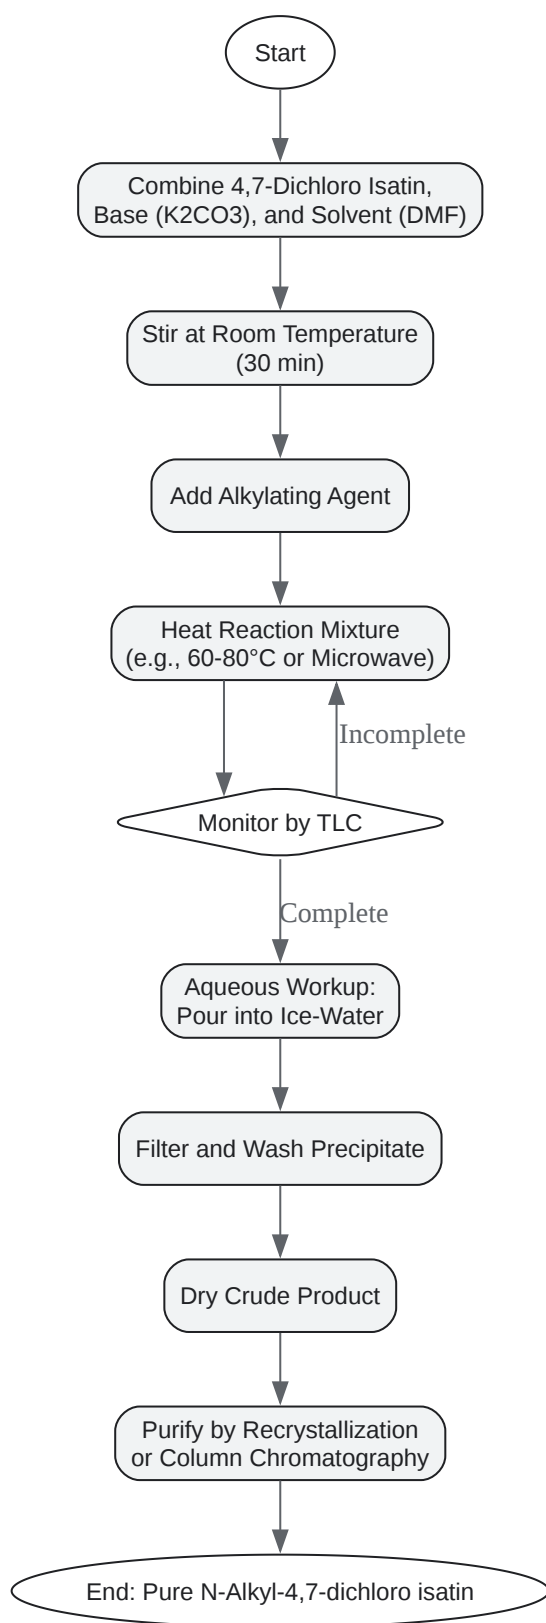 Start
Combine 4,7-Dichloro Isatin,
Base (K2CO3), and Solvent (DMF)
Stir at Room Temperature
(30 min)
Add Alkylating Agent
Heat Reaction Mixture
(e.g., 60-80°C or Microwave)
Incomplete
Monitor by TLC
Complete
Aqueous Workup:
Pour into Ice-Water
Filter and Wash Precipitate
Dry Crude Product
Purify by Recrystallization
or Column Chromatography
End: Pure N-Alkyl-4,7-dichloro isatin